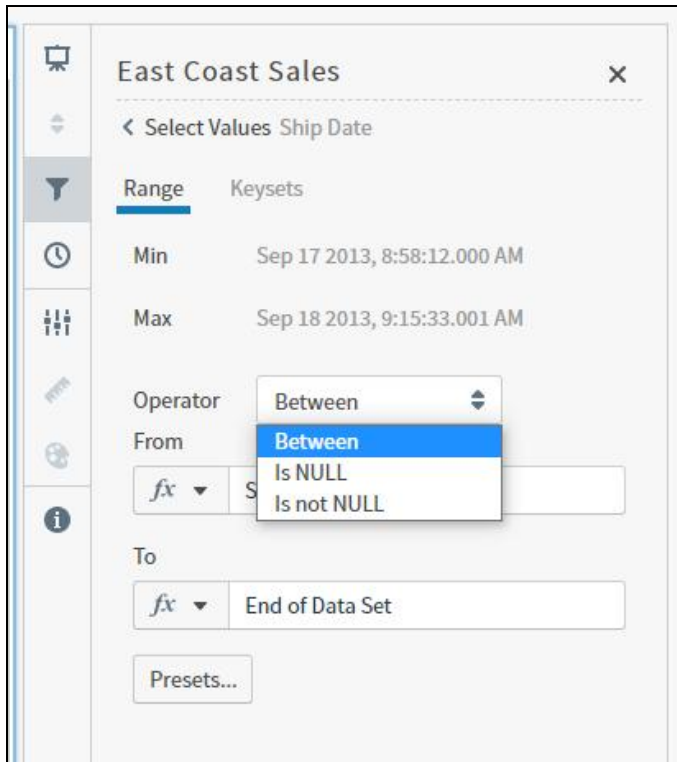 East Coast Sales
Select Values Ship Date
Range Keysets
Min Sep 17 2013, 8:58:12.000 AM
Max Sep 18 2013, 9:15:33.001 AM
Operator Between
From Between
Is NULL
fx S
Is not NULL
To
fx End of Data Set
Presets...